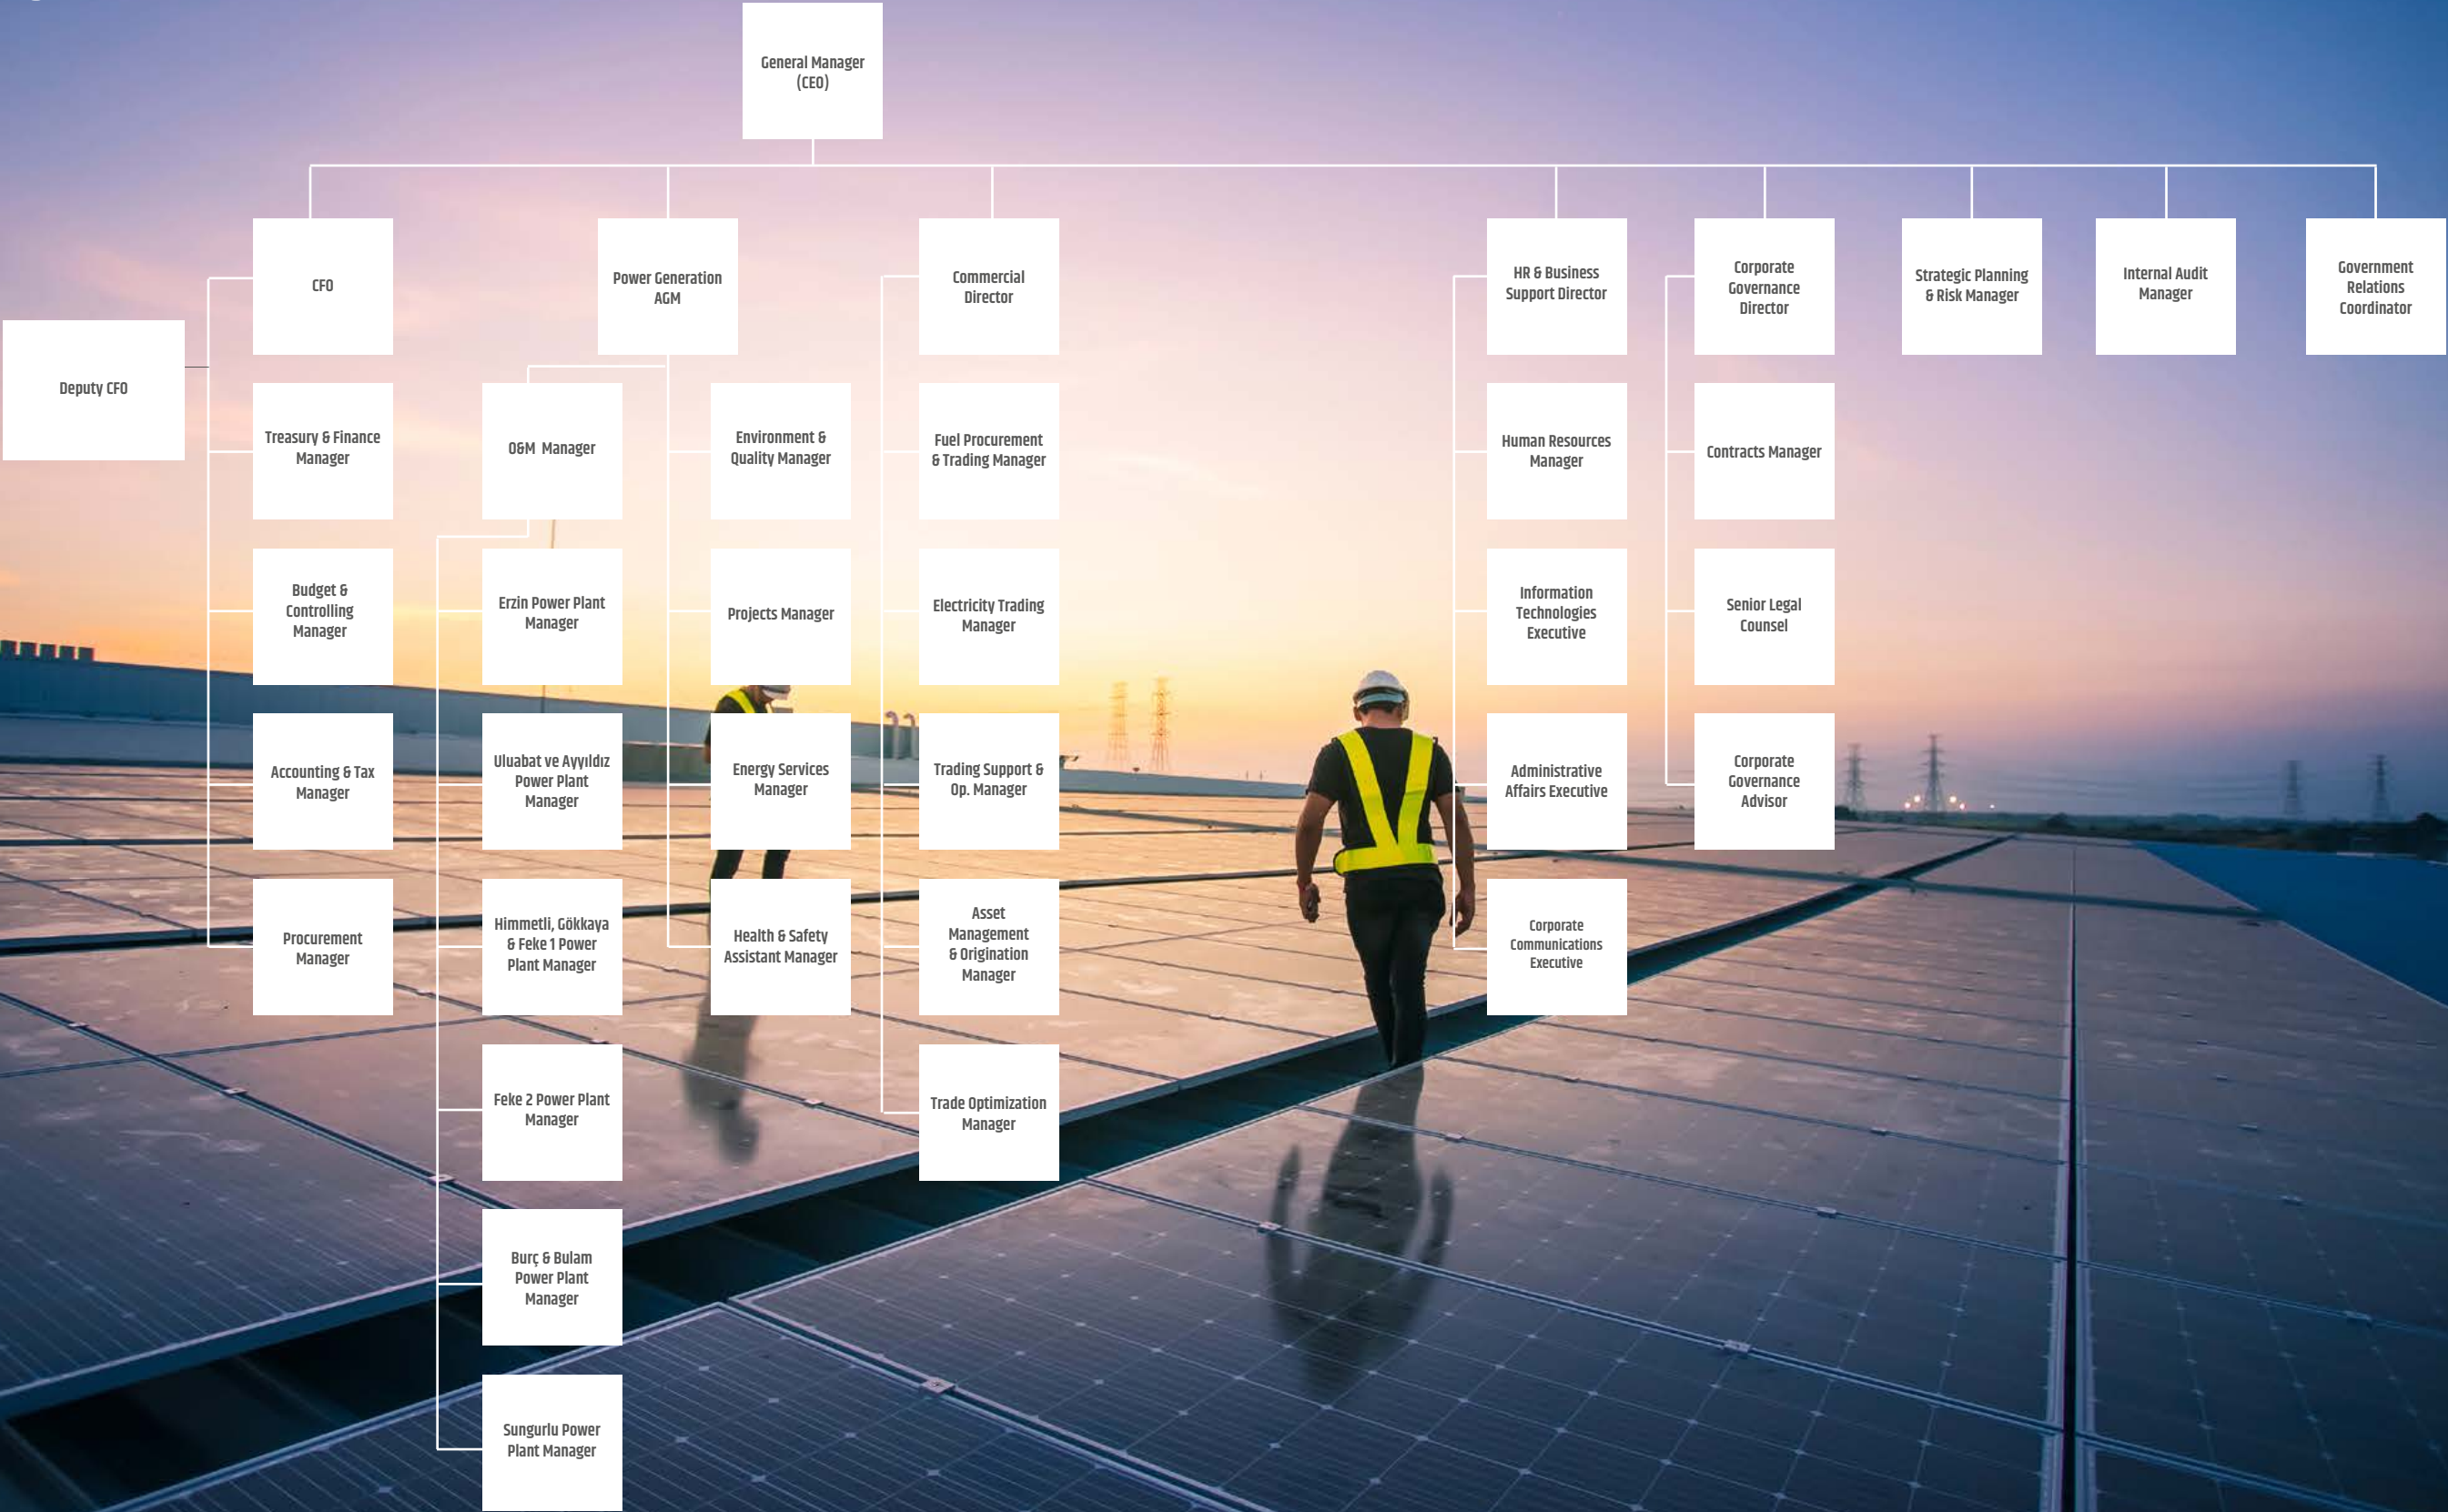 General Manager
(CEO)
CFO
Power Generation
AGM
Commercial
Director
HR & Business
Support Director
Corporate
Governance
Director
Strategic Planning
& Risk Manager
Internal Audit
Manager
Government
Relations
Coordinator
Deputy CFO
Treasury & Finance
Manager
O&M Manager
Environment &
Quality Manager
Fuel Procurement
& Trading Manager
Human Resources
Manager
Contracts Manager
Budget &
Controlling
Manager
Erzin Power Plant
Manager
Projects Manager
Electricity Trading
Manager
Information
Technologies
Executive
Senior Legal
Counsel
Accounting & Tax
Manager
Uluabat ve Ayyıldız
Power Plant
Manager
Energy Services
Manager
Trading Support &
Op. Manager
Administrative
Affairs Executive
Corporate
Governance
Advisor
Procurement
Manager
Himmetli, Gökkaya
& Feke 1 Power
Plant Manager
Health & Safety
Assistant Manager
Asset
Management
& Origination
Manager
Corporate
Communications
Executive
Feke 2 Power Plant
Manager
Trade Optimization
Manager
Burç & Bulam
Power Plant
Manager
Sungurlu Power
Plant Manager